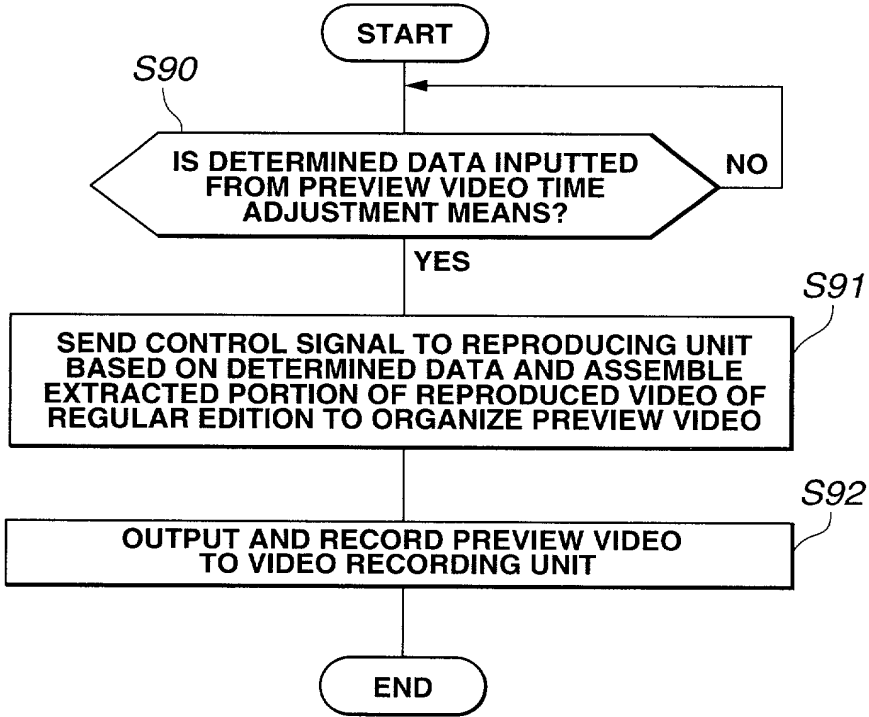 START
S90
IS DETERMINED DATA INPUTTED
FROM PREVIEW VIDEO TIME
ADJUSTMENT MEANS?
NO
YES
S91
SEND CONTROL SIGNAL TO REPRODUCING UNIT
BASED ON DETERMINED DATA AND ASSEMBLE
EXTRACTED PORTION OF REPRODUCED VIDEO OF
REGULAR EDITION TO ORGANIZE PREVIEW VIDEO
S92
OUTPUT AND RECORD PREVIEW VIDEO
TO VIDEO RECORDING UNIT
END